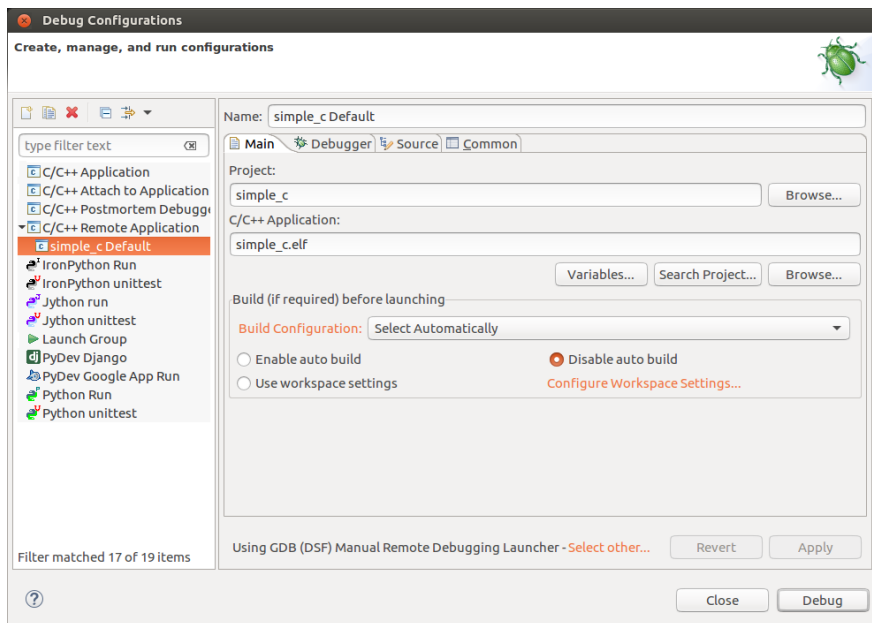 Debug Configurations
Create, manage, and run configurations
Name: simple_c Default
type filter text
C/C++ Application
C/C++ Attach to Application
C/C++ Postmortem Debugg
C/C++ Remote Application
simple_c Default
IronPython Run
IronPython unittest
Jython run
Jython unittest
Launch Group
PyDev Django
PyDev Google App Run
Python Run
Python unittest
Filter matched 17 of 19 items
Main Debugger Source Common
Project:
simple_c Browse...
C/C++ Application:
simple_c.elf
Variables... Search Project... Browse...
Build (if required) before launching
Build Configuration: Select Automatically
Enable auto build Disable auto build
Use workspace settings Configure Workspace Settings...
Using GDB (DSF) Manual Remote Debugging Launcher - Select other... Revert Apply
Close Debug